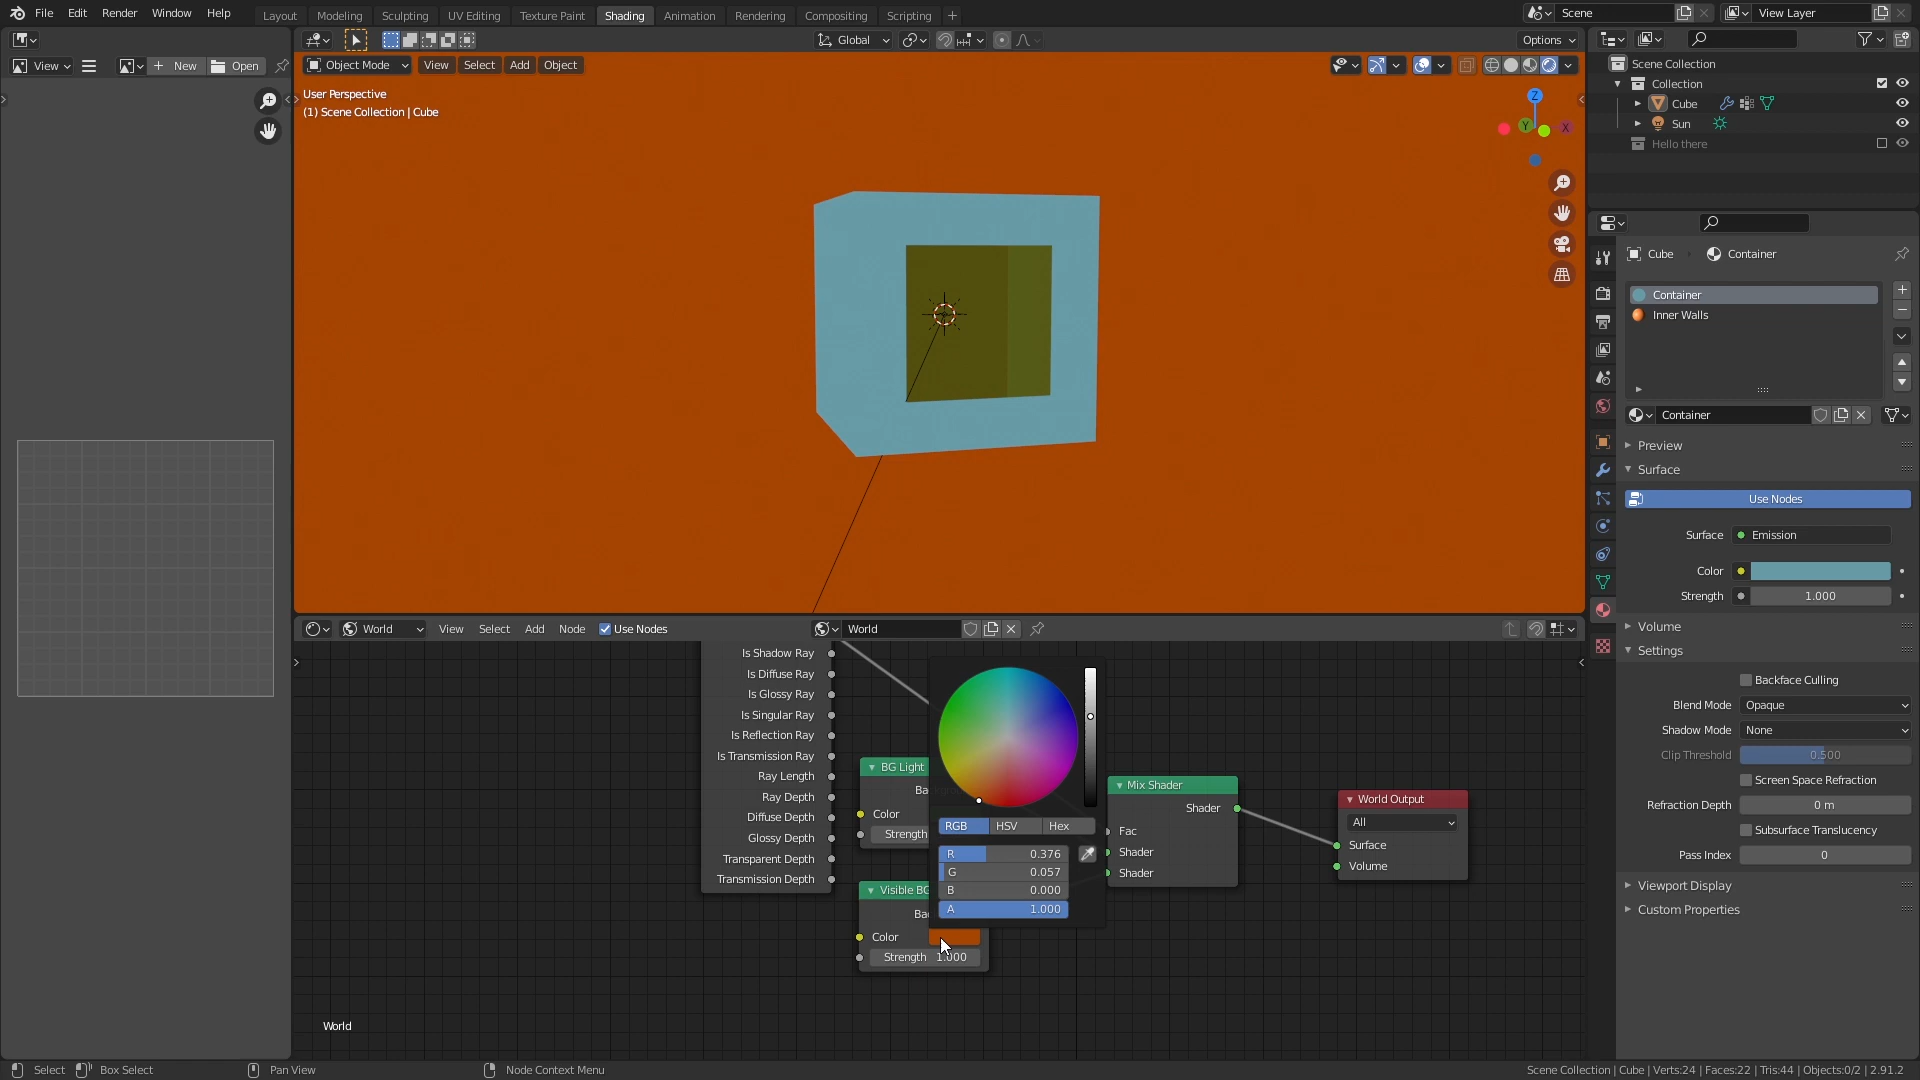 File Edit Render Window Help
Layout Modeling Sculpting UV Editing Texture Paint Shading Animation Rendering Compositing Scripting +
Scene
View Layer
View
New
Open
Global
Options
Object Mode View Select Add Object
User Perspective
(1) Scene Collection | Cube
Z
Y
X
Scene Collection
Collection
Cube
Sun
Hello there
Cube Container
Container
Inner Walls
Container
Preview
Surface
Use Nodes
Surface Emission
Color
Strength 1.000
Volume
Settings
Backface Culling
Blend Mode Opaque
Shadow Mode None
Clip Threshold 0.500
Screen Space Refraction
Refraction Depth 0 m
Subsurface Translucency
Pass Index 0
Viewport Display
Custom Properties
World View Select Add Node Use Nodes World
Is Shadow Ray
Is Diffuse Ray
Is Glossy Ray
Is Singular Ray
Is Reflection Ray
Is Transmission Ray
Ray Length
Ray Depth
Diffuse Depth
Glossy Depth
Transparent Depth
Transmission Depth
BG Light
Color
Strength
Visible BG
Color
Strength 1.000
RGB HSV Hex
R 0.376
G 0.057
B 0.000
A 1.000
Mix Shader
Shader
Fac
Shader
Shader
World Output
All
Surface
Volume
World
Select Box Select Pan View Node Context Menu
Scene Collection | Cube | Verts:24 | Faces:22 | Tris:44 | Objects:0/2 | 2.91.2